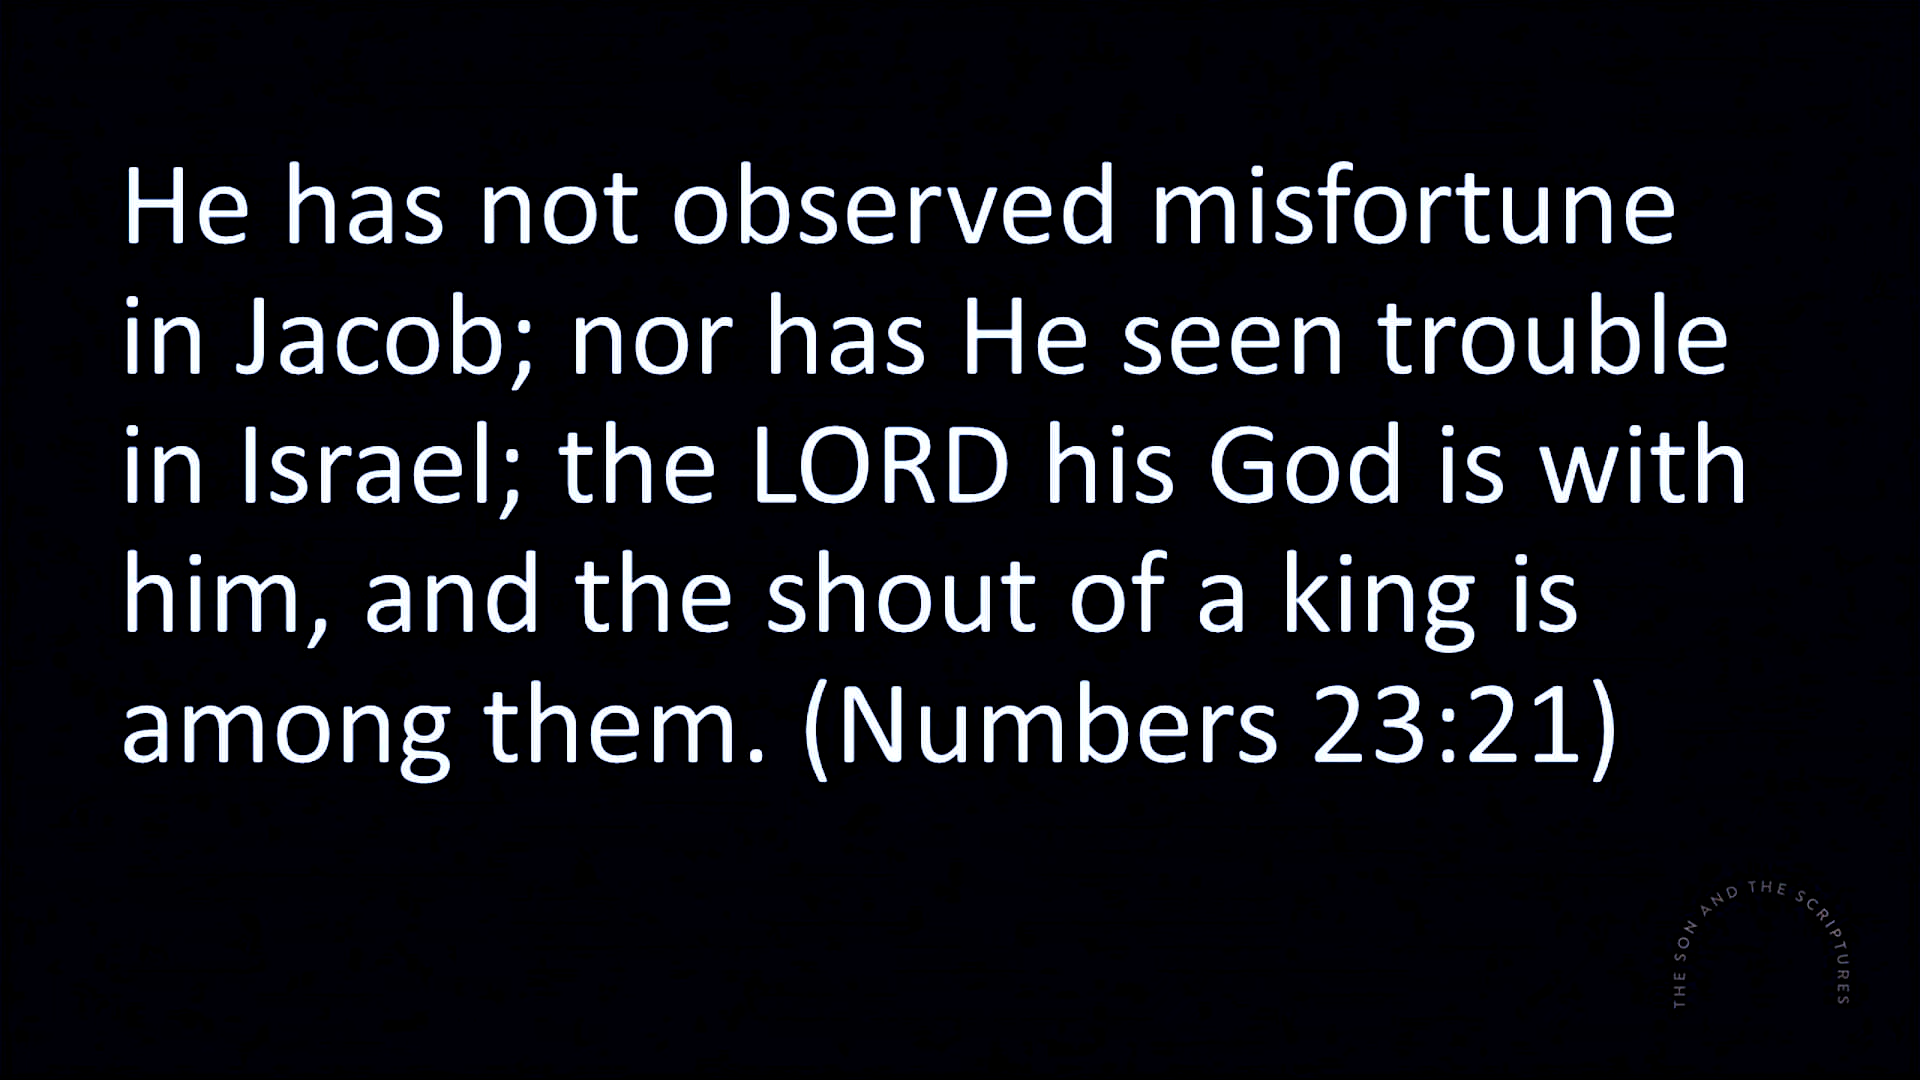 He has not observed misfortune
in Jacob; nor has He seen trouble
in Israel; the LORD his God is with
him, and the shout of a king is
among them. (Numbers 23:21)
THE SON AND THE SCRIPTURES